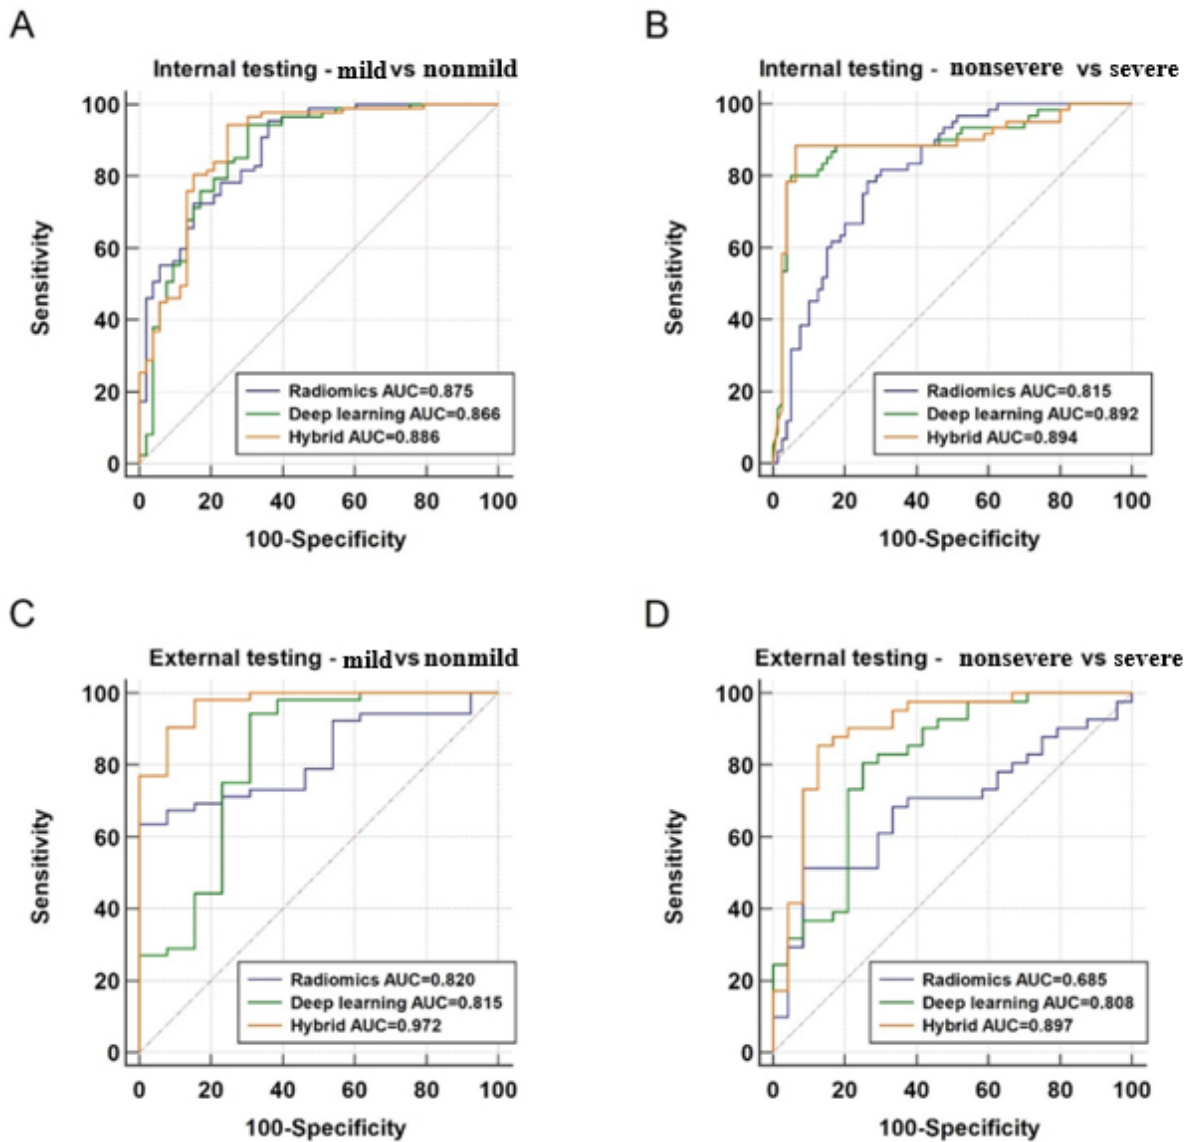 A
Internal testing - mild vs nonmild
100
80
60
40
20
0
Sensitivity
Radiomics AUC=0.875
Deep learning AUC=0.866
Hybrid AUC=0.886
0 20 40 60 80 100
100-Specificity
B
Internal testing - nonsevere vs severe
100
80
60
40
20
0
Sensitivity
Radiomics AUC=0.815
Deep learning AUC=0.892
Hybrid AUC=0.894
0 20 40 60 80 100
100-Specificity
C
External testing - mild vs nonmild
100
80
60
40
20
0
Sensitivity
Radiomics AUC=0.820
Deep learning AUC=0.815
Hybrid AUC=0.972
0 20 40 60 80 100
100-Specificity
D
External testing - nonsevere vs severe
100
80
60
40
20
0
Sensitivity
Radiomics AUC=0.685
Deep learning AUC=0.808
Hybrid AUC=0.897
0 20 40 60 80 100
100-Specificity